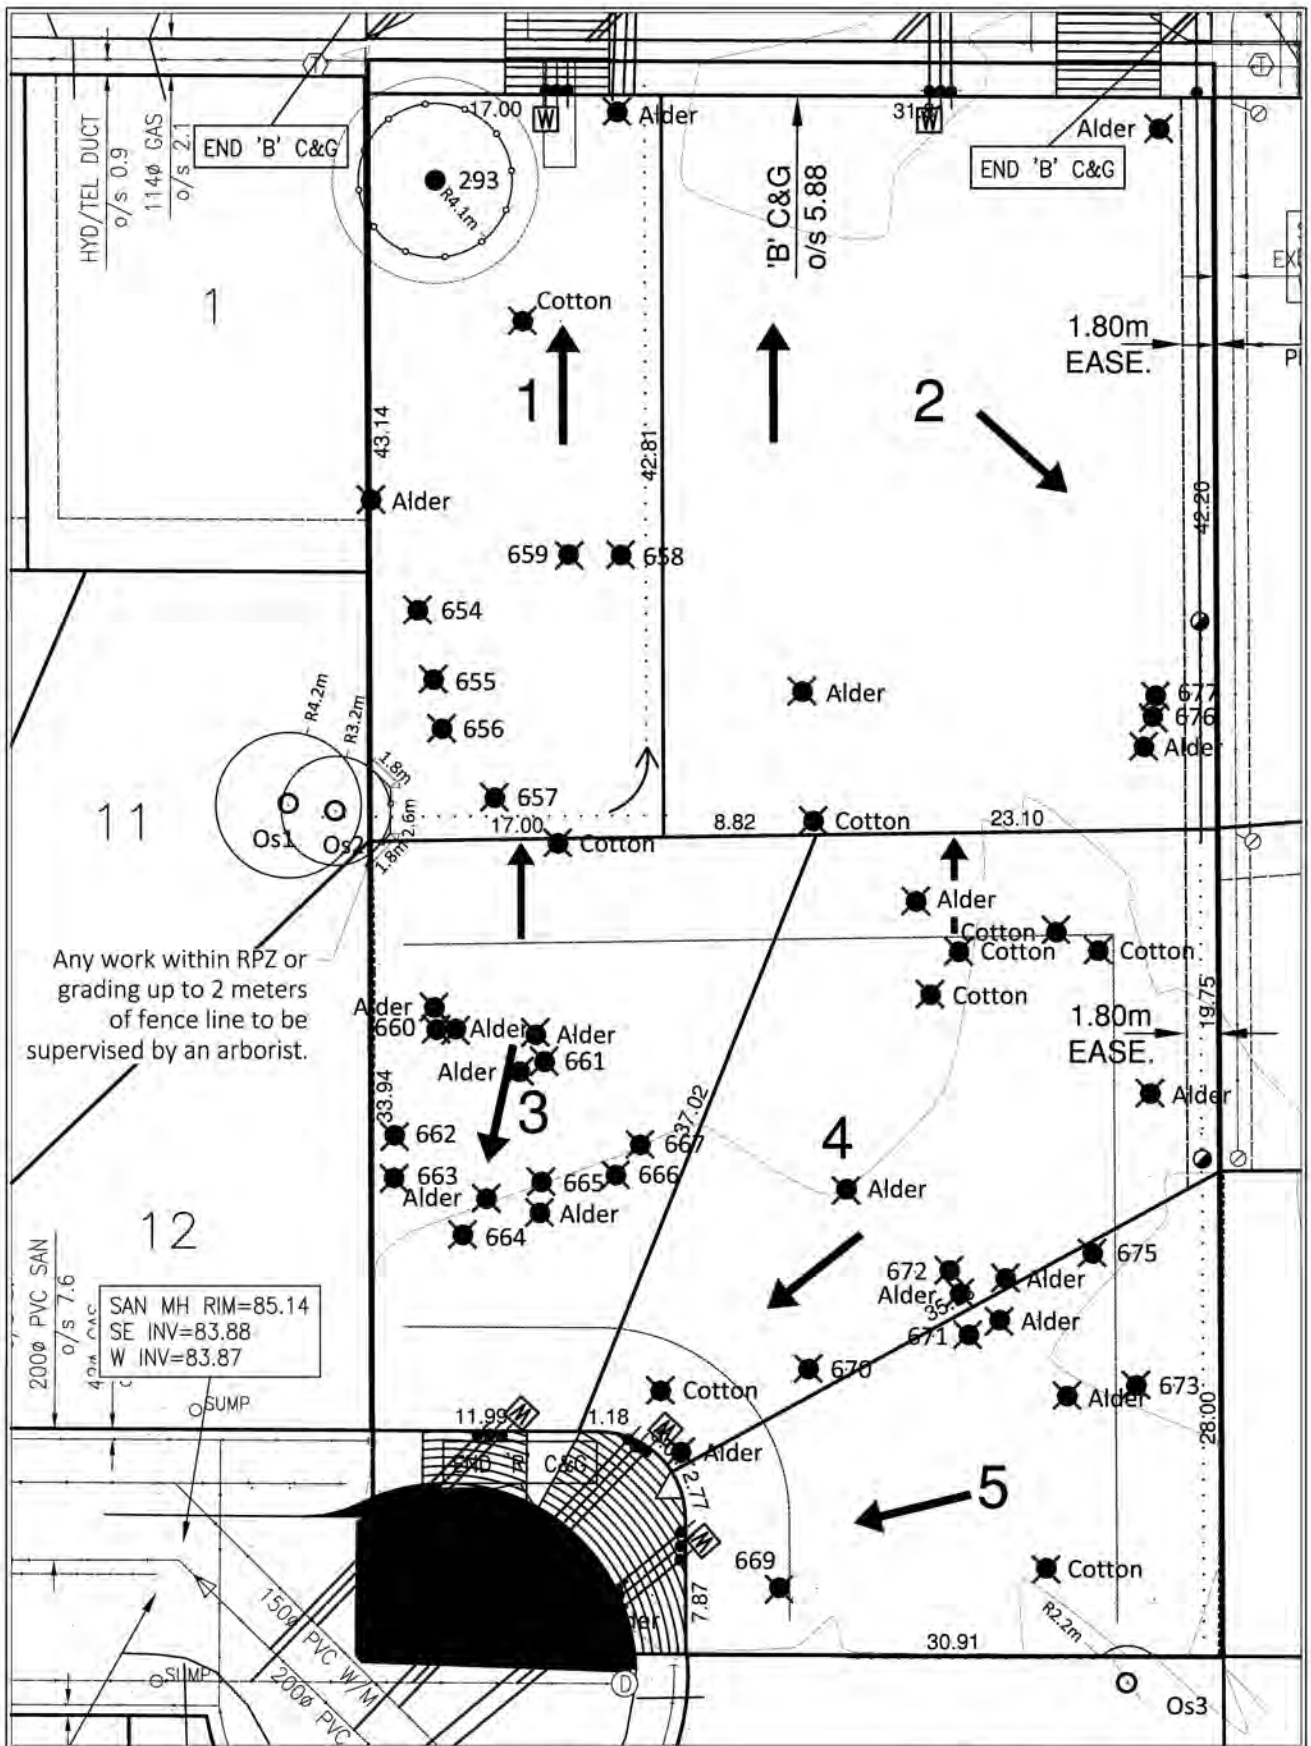 17.00
Alder
31.
W
W
Alder
HYD/TEL DUCT
o/s 0.9
114ø GAS
o/s 2.1
END 'B' C&G
END 'B' C&G
293
R4.1m
'B' C&G
o/s 5.88
1
Cotton
1.80m
EASE.
1
2
43.14
42.81
42.20
Alder
659
658
654
655
656
657
Alder
677
676
Alder
R4.2m
R3.2m
1.8m
2.6m
1.8m
11
Os1
Os2
17.00
8.82
Cotton
23.10
Cotton
Alder
Cotton
Cotton
Cotton
Cotton
Any work within RPZ or
grading up to 2 meters
of fence line to be
supervised by an arborist.
Alder
660
Alder
Alder
Alder
661
1.80m
EASE.
19.75
33.94
3
37.02
Alder
662
667
4
663
665
666
Alder
Alder
Alder
664
12
675
672
Alder
Alder
35.
Alder
671
670
673
Alder
200ø PVC SAN
o/s 7.6
SAN MH RIM=85.14
SE INV=83.88
W INV=83.87
SUMP
Cotton
11.99
W
1.18
W
Alder
28.00
C&G
2.77
5
W
669
Cotton
7.87
R2.2m
30.91
150ø PVC W/M
200ø PVC
SUMP
D
Os3